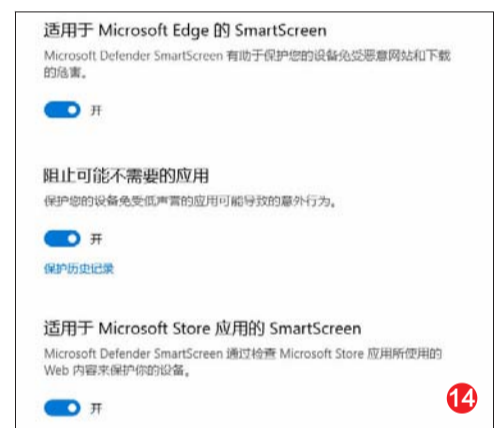 适用于 Microsoft Edge 的 SmartScreen
Microsoft Defender SmartScreen 有助于保护您的设备免受恶意网站和下载
的危害。
开
阻止可能不需要的应用
保护您的设备免受低声誉的应用可能导致的意外行为。
开
保护历史记录
适用于 Microsoft Store 应用的 SmartScreen
Microsoft Defender SmartScreen 通过检查 Microsoft Store 应用所使用的
Web 内容来保护你的设备。
开
14